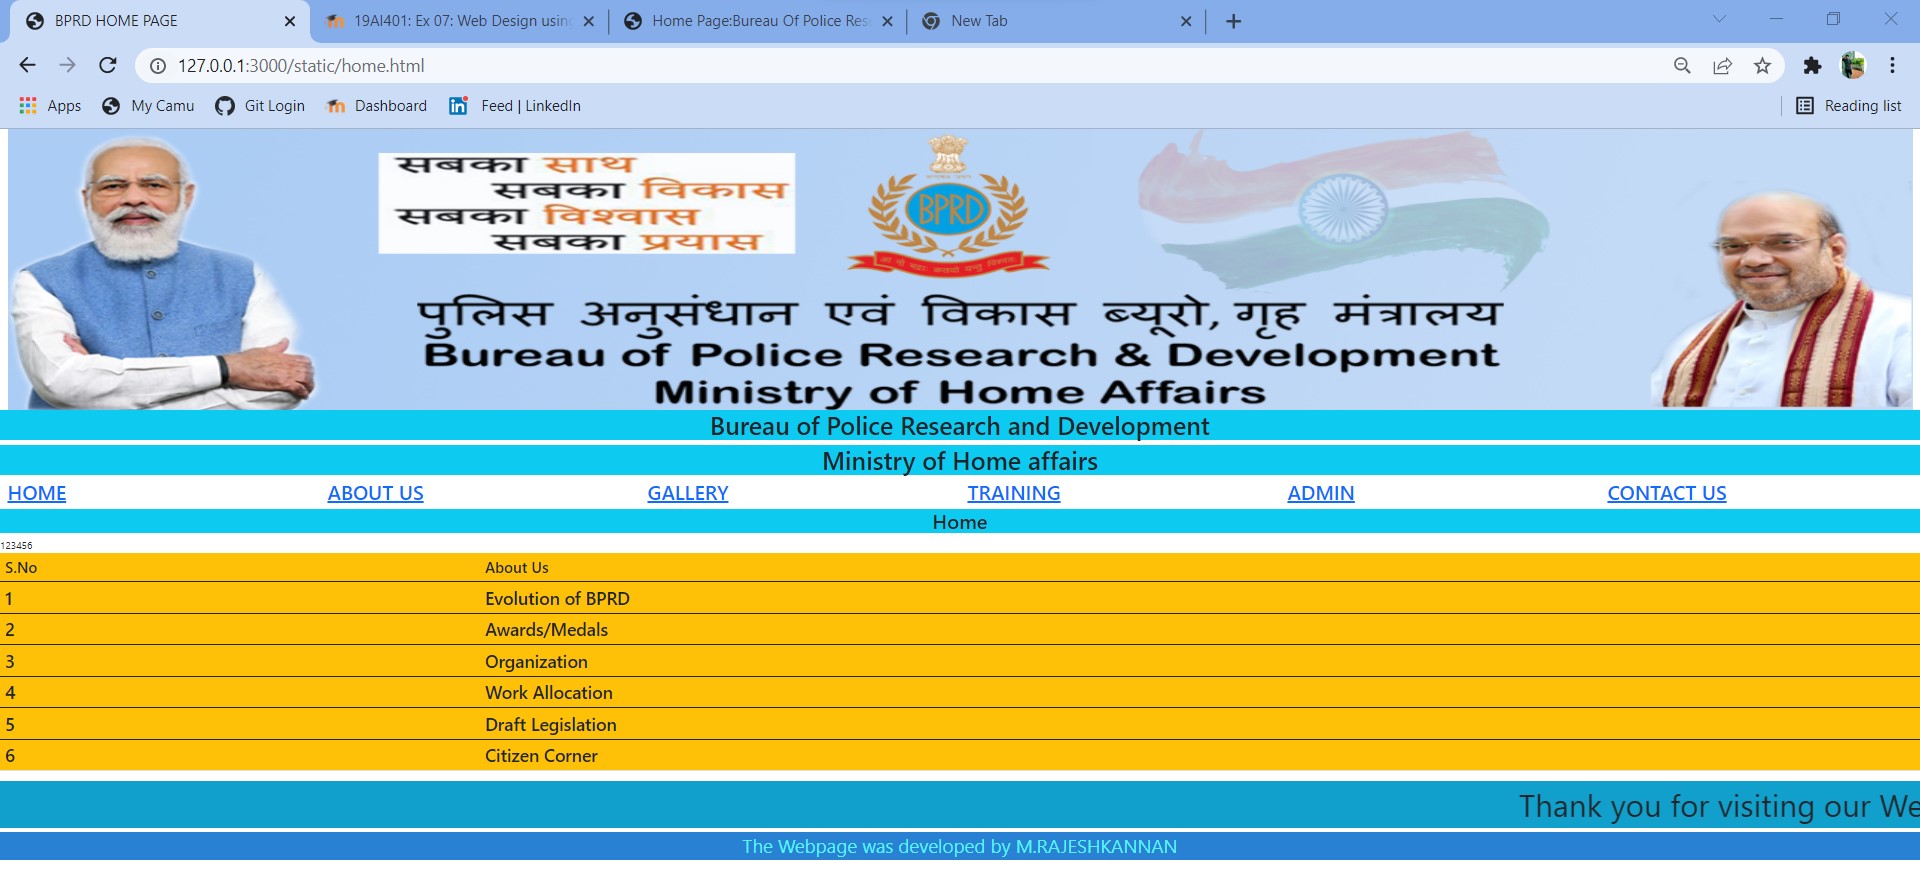 BPRD HOME PAGE
19AI401: Ex 07: Web Design using
Home Page:Bureau Of Police Res
New Tab
127.0.0.1:3000/static/home.html
Apps
My Camu
Git Login
Dashboard
Feed | LinkedIn
Reading list
सबका साथ
सबका विकास
सबका विश्वास
सबका प्रयास
BPRD
पुलिस अनुसंधान एवं विकास ब्यूरो, गृह मंत्रालय
Bureau of Police Research & Development
Ministry of Home Affairs
Bureau of Police Research and Development
Ministry of Home affairs
HOME ABOUT US GALLERY TRAINING ADMIN CONTACT US
Home
123456
S.No About Us
1 Evolution of BPRD
2 Awards/Medals
3 Organization
4 Work Allocation
5 Draft Legislation
6 Citizen Corner
Thank you for visiting our We
The Webpage was developed by M.RAJESHKANNAN